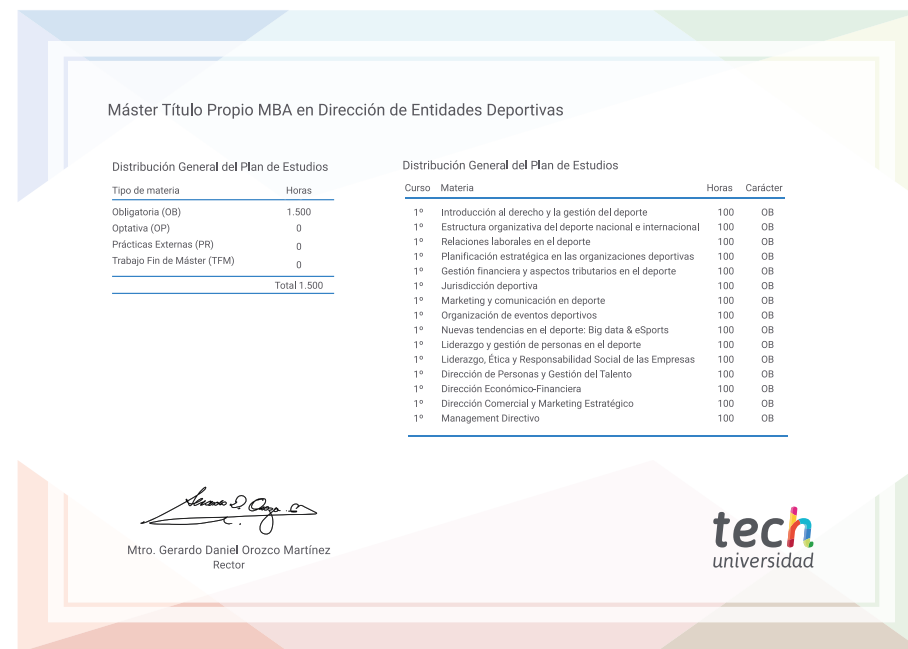 Máster Título Propio MBA en Dirección de Entidades Deportivas
Distribución General del Plan de Estudios
Tipo de materia Horas
Obligatoria (OB) 1.500
Optativa (OP) 0
Prácticas Externas (PR) 0
Trabajo Fin de Máster (TFM) 0
Total 1.500
Distribución General del Plan de Estudios
Curso Materia Horas Carácter
1º Introducción al derecho y la gestión del deporte 100 OB
1º Estructura organizativa del deporte nacional e internacional 100 OB
1º Relaciones laborales en el deporte 100 OB
1º Planificación estratégica en las organizaciones deportivas 100 OB
1º Gestión financiera y aspectos tributarios en el deporte 100 OB
1º Jurisdicción deportiva 100 OB
1º Marketing y comunicación en deporte 100 OB
1º Organización de eventos deportivos 100 OB
1º Nuevas tendencias en el deporte: Big data & eSports 100 OB
1º Liderazgo y gestión de personas en el deporte 100 OB
1º Liderazgo, Ética y Responsabilidad Social de las Empresas 100 OB
1º Dirección de Personas y Gestión del Talento 100 OB
1º Dirección Económico-Financiera 100 OB
1º Dirección Comercial y Marketing Estratégico 100 OB
1º Management Directivo 100 OB
Mtro. Gerardo Daniel Orozco Martínez
Rector
tech
universidad